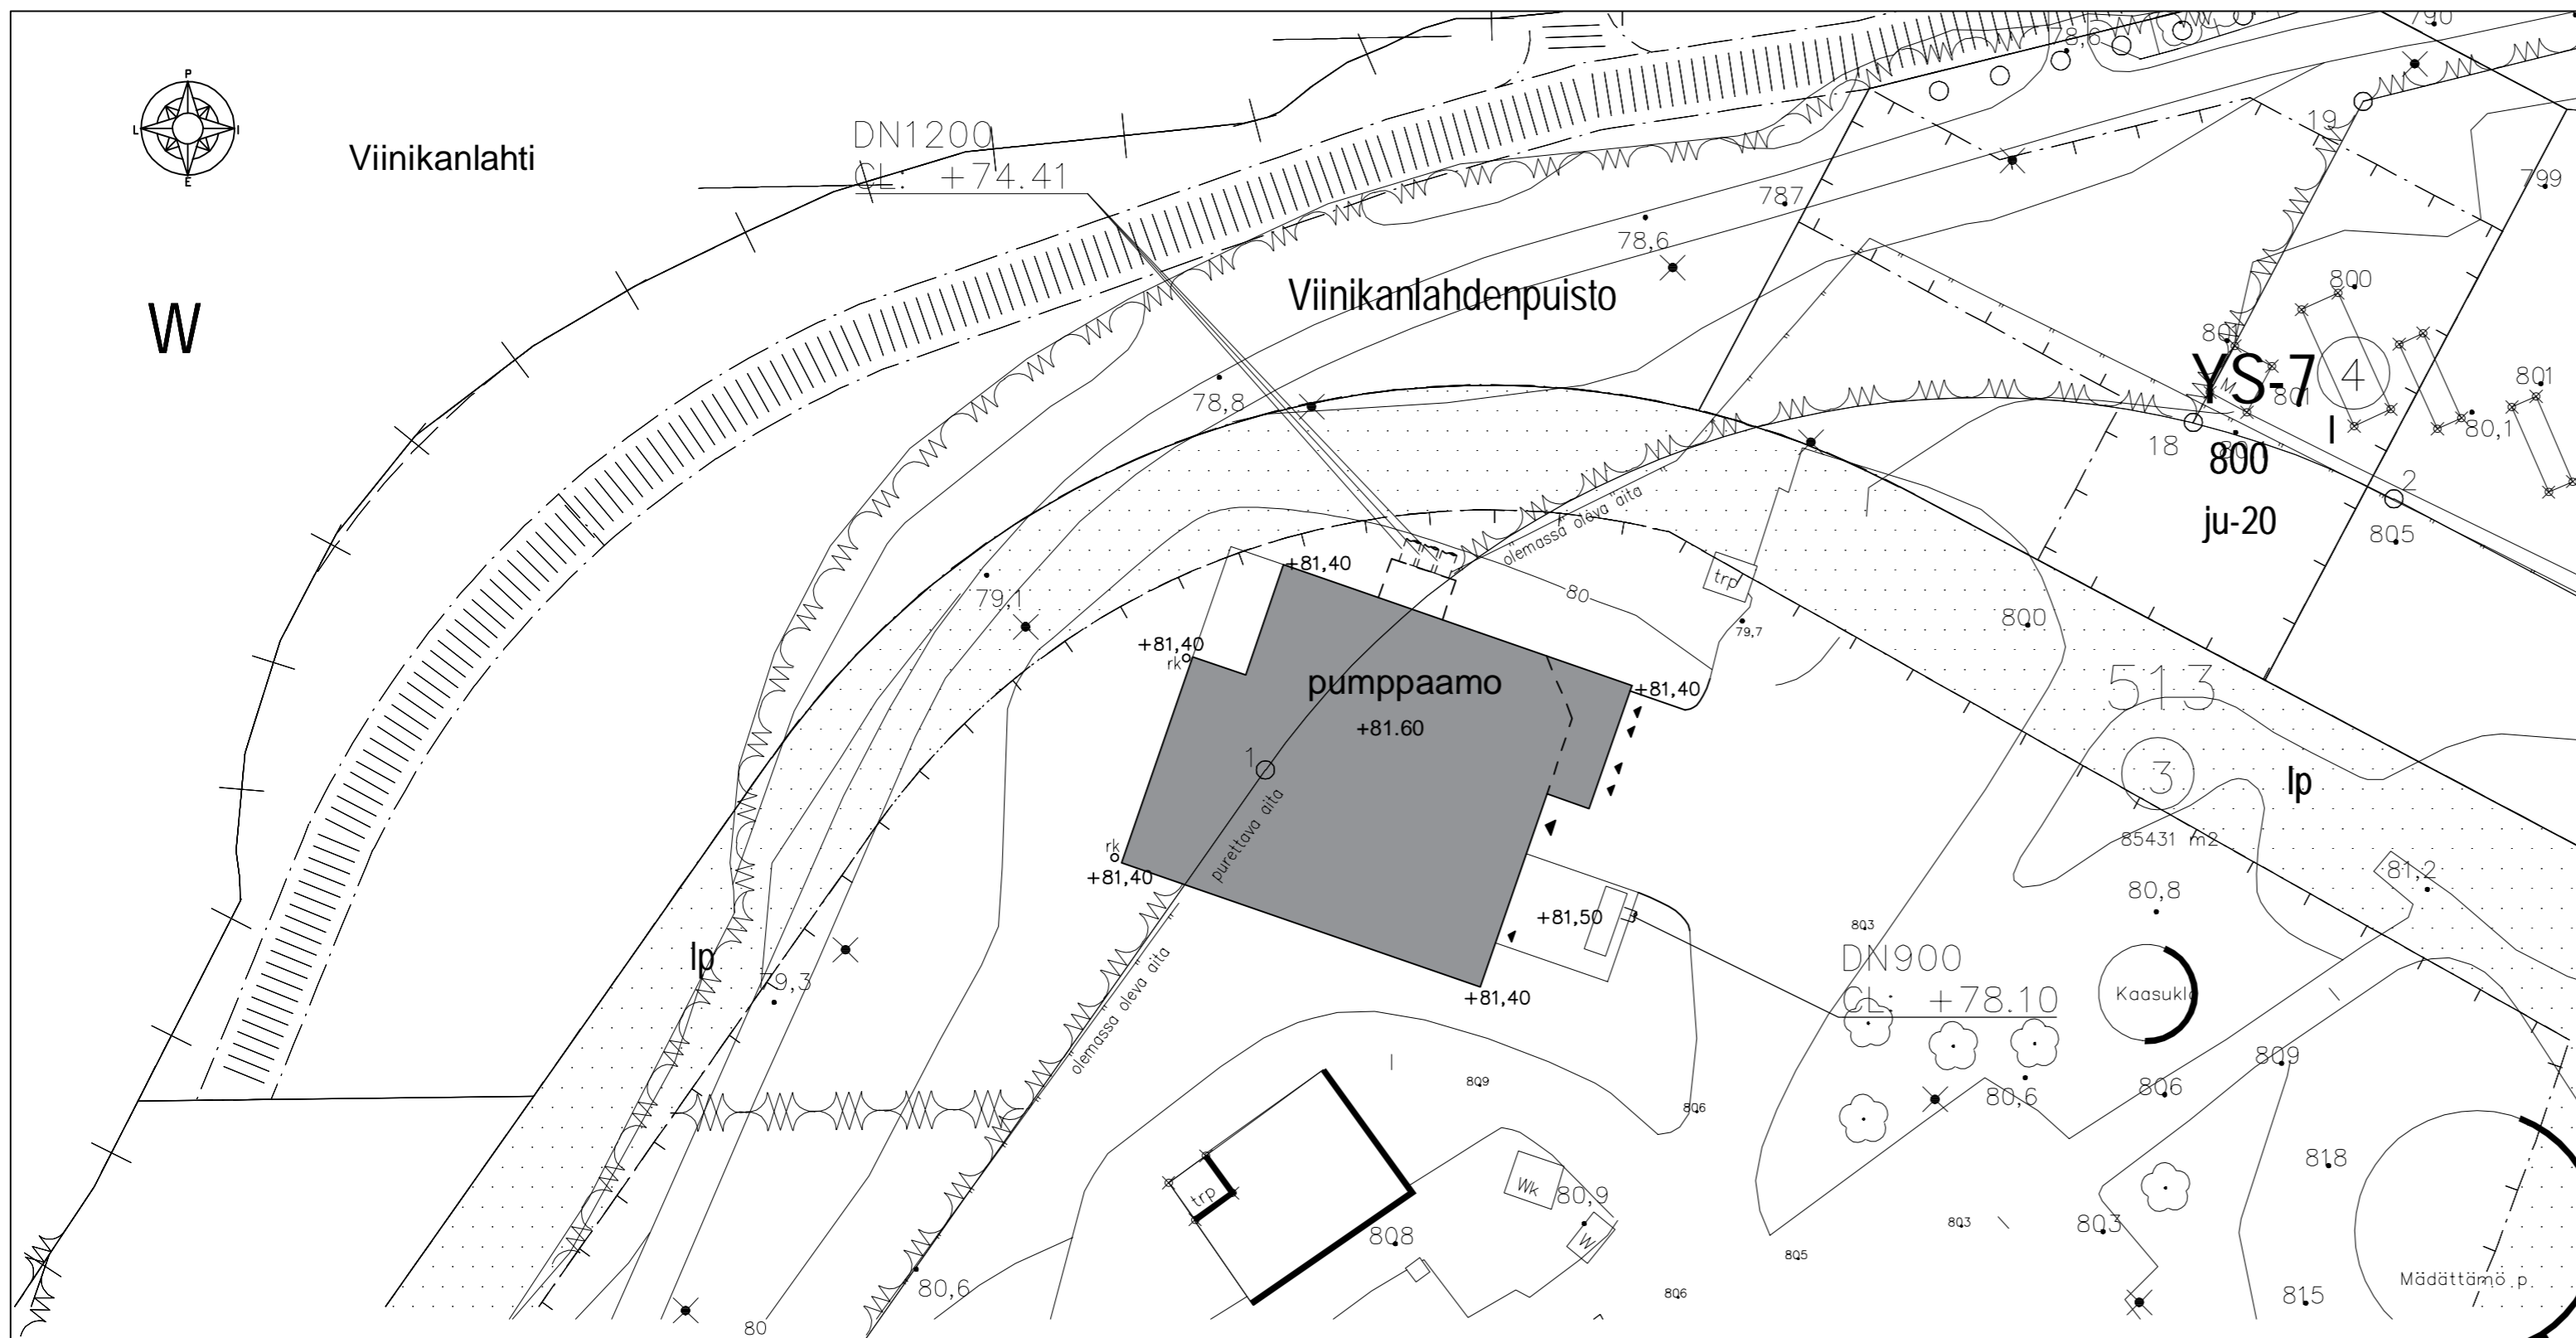 P
L
I
E
Viinikanlahti
W
DN1200
CL: +74.41
Viinikanlahdenpuisto
78,6
790
19
799
787
78,6
78,8
800
YS-7
4
I
801
801
80,1
18
800
2
ju-20
805
olemassa oleva aita
+81,40
79,1
80
trp
79,7
800
+81,40
rk
pumppaamo
+81,40
+81.60
513
1
3
lp
purettava aita
85431 m2
rk
+81,40
81,2
80,8
+81,50
803
lp
79,3
olemassa oleva aita
+81,40
DN900
CL: +78.10
809
809
806
80,6
806
818
trp
Wk
80,9
W
808
803
803
805
Mädättämö p.
80,6
806
815
80